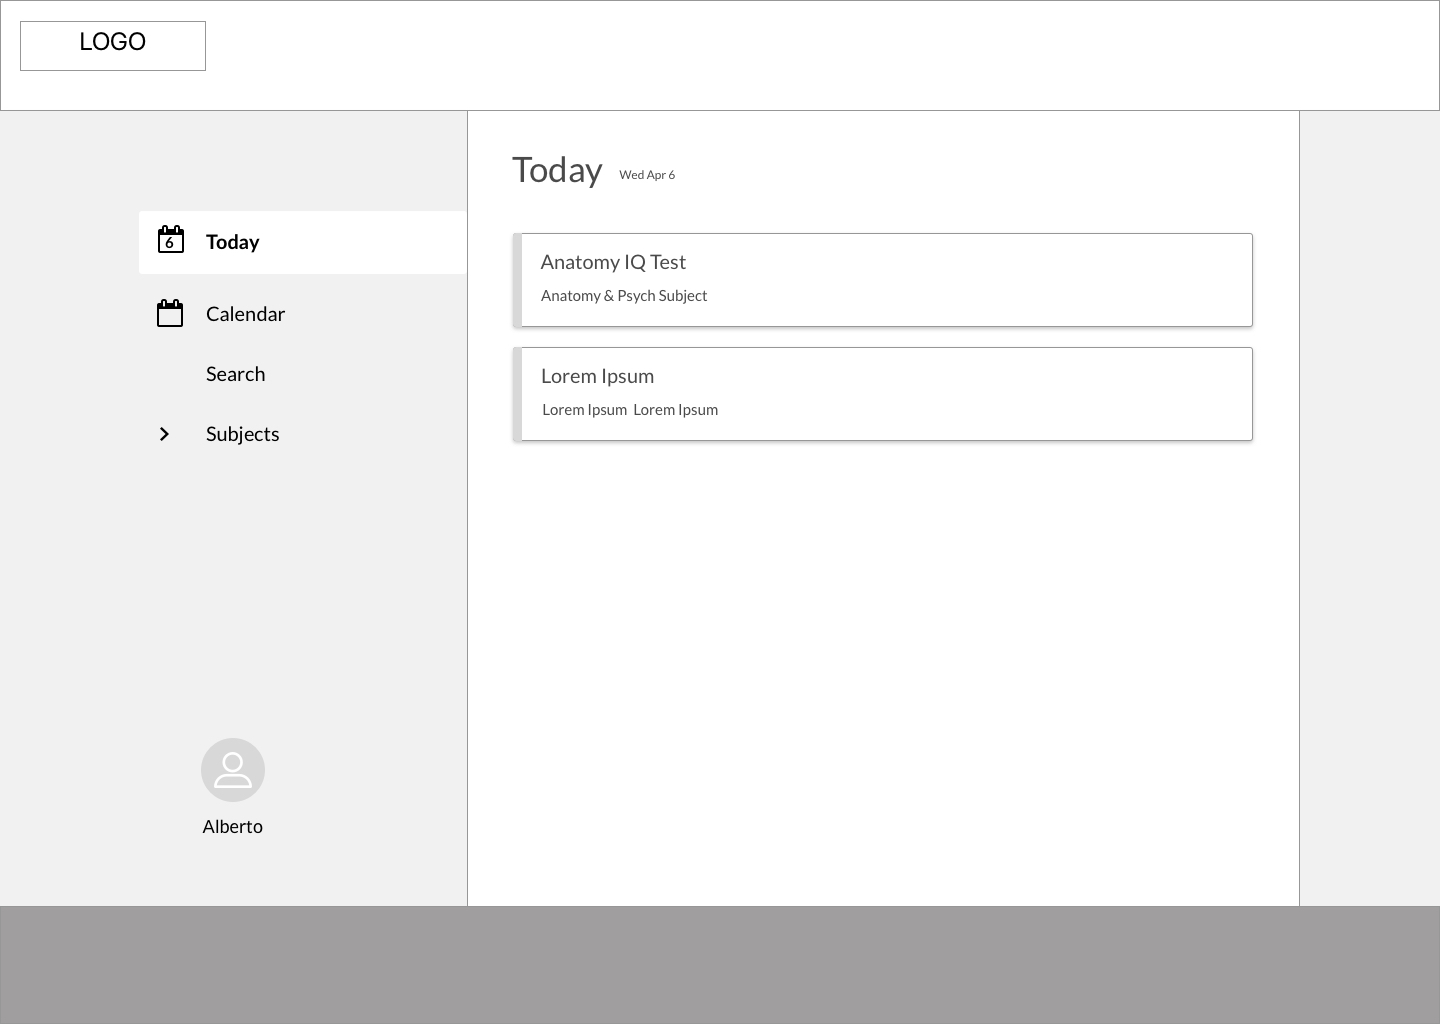 LOGO
Today Wed Apr 6
6 Today
Calendar
Search
Subjects
Anatomy IQ Test
Anatomy & Psych Subject
Lorem Ipsum
Lorem Ipsum Lorem Ipsum
Alberto